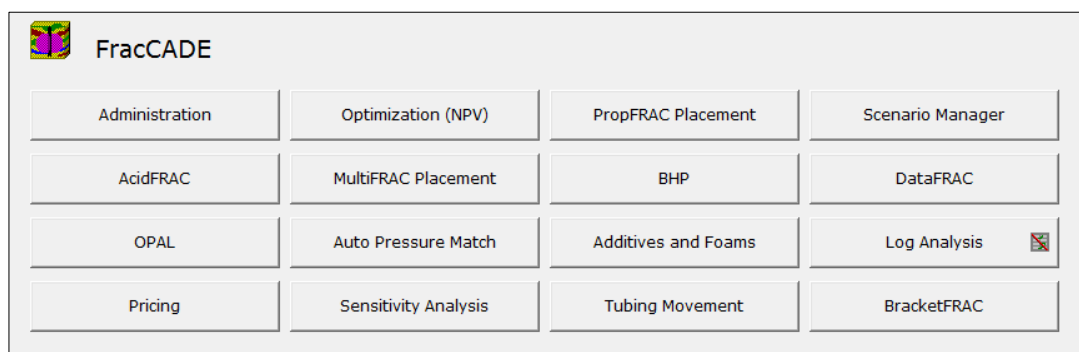 FracCADE
Administration
Optimization (NPV)
PropFRAC Placement
Scenario Manager
AcidFRAC
MultiFRAC Placement
BHP
DataFRAC
OPAL
Auto Pressure Match
Additives and Foams
Log Analysis
Pricing
Sensitivity Analysis
Tubing Movement
BracketFRAC